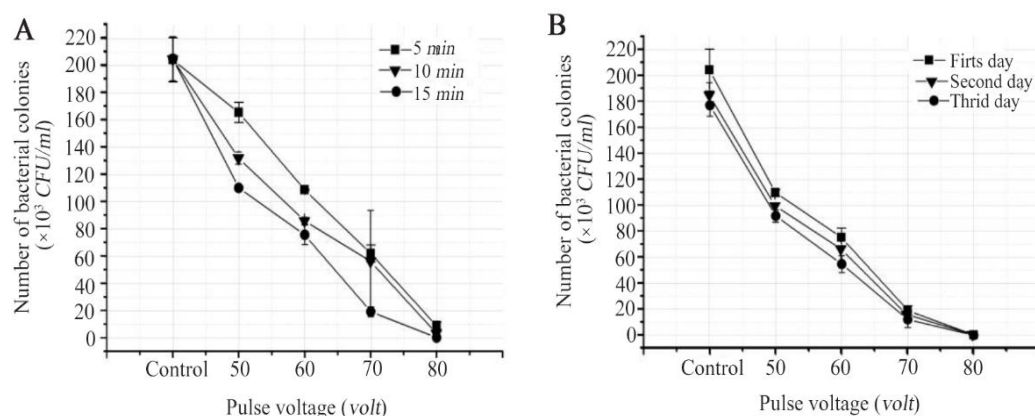 A
Number of bacterial colonies
(×10³ CFU/ml)
220
200
180
160
140
120
100
80
60
40
20
0
5 min
10 min
15 min
Control 50 60 70 80
Pulse voltage (volt)
B
Number of bacterial colonies
(×10³ CFU/ml)
220
200
180
160
140
120
100
80
60
40
20
0
Firts day
Second day
Thrid day
Control 50 60 70 80
Pulse voltage (volt)